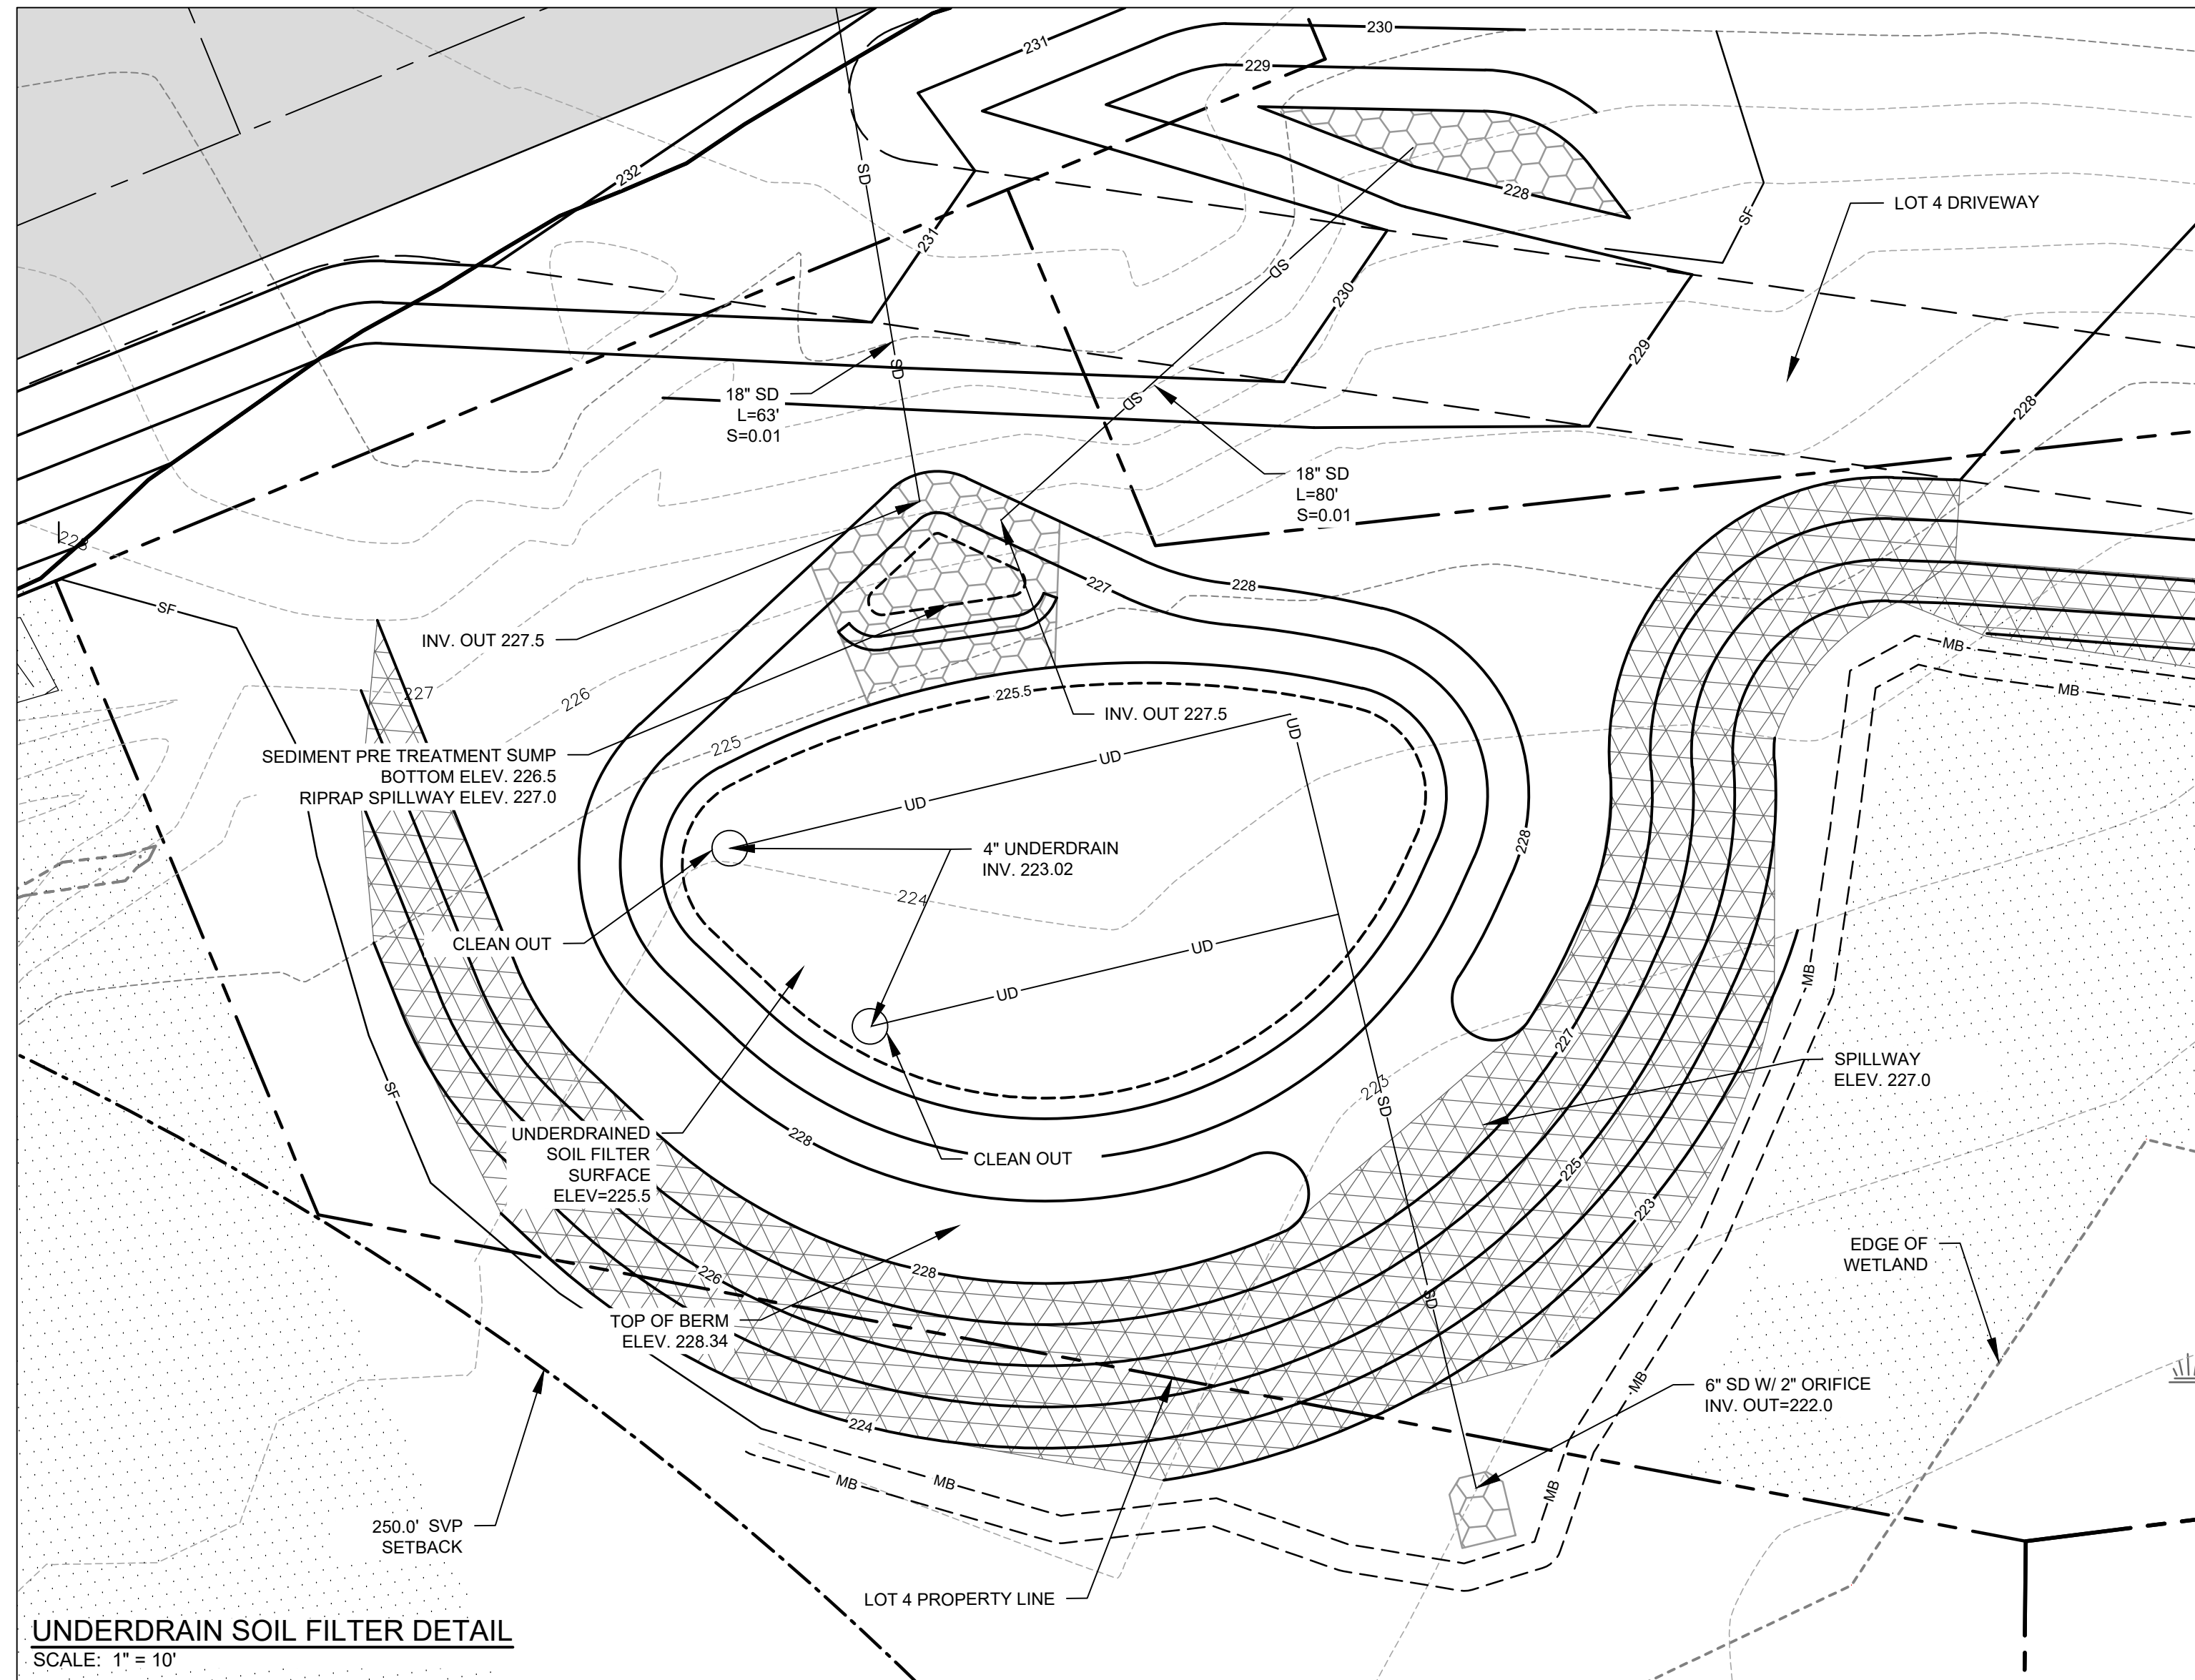 231
230
229
SD
232
228
LOT 4 DRIVEWAY
SF
231
SD
230
229
SD
18" SD
L=63'
S=0.01
SD
228
18" SD
L=80'
S=0.01
228
227
SF
INV. OUT 227.5
MB
MB
227
226
225.5
INV. OUT 227.5
225
UD
UD
SEDIMENT PRE TREATMENT SUMP
BOTTOM ELEV. 226.5
RIPRAP SPILLWAY ELEV. 227.0
UD
4" UNDERDRAIN
INV. 223.02
228
224
CLEAN OUT
UD
UD
MB
227
SPILLWAY
ELEV. 227.0
SF
223
SD
UNDERDRAINED
SOIL FILTER
SURFACE
ELEV=225.5
228
CLEAN OUT
225
223
EDGE OF
WETLAND
228
226
SD
TOP OF BERM
ELEV. 228.34
MB
6" SD W/ 2" ORIFICE
INV. OUT=222.0
224
MB
MB
MB
250.0' SVP
SETBACK
LOT 4 PROPERTY LINE
UNDERDRAIN SOIL FILTER DETAIL
SCALE: 1" = 10'